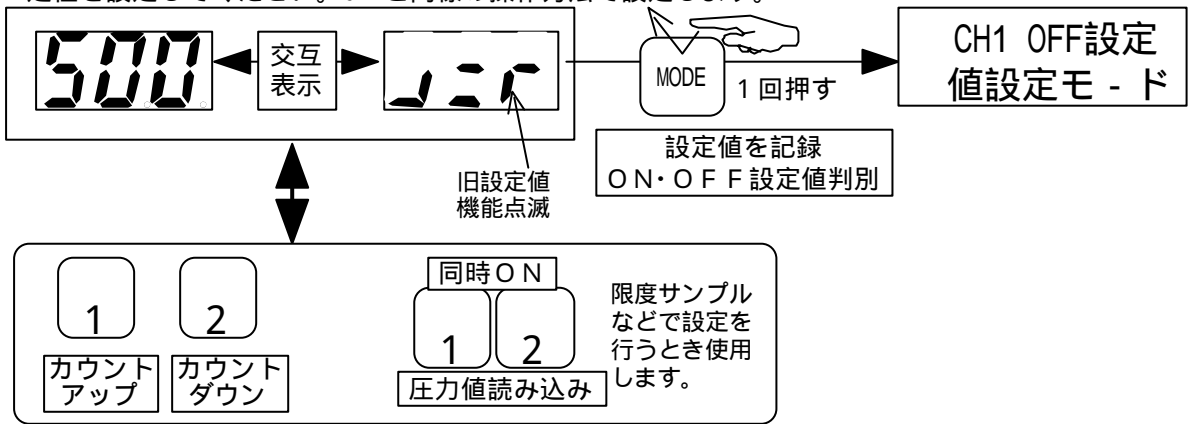 500
交互
表示
MODE
1回押す
CH1 OFF設定
値設定モ-ド
設定値を記録
ON・OFF設定値判別
旧設定値
機能点滅
1
カウント
アップ
2
カウント
ダウン
同時ON
1 2
圧力値読み込み
限度サンプル
などで設定を
行うとき使用
します。